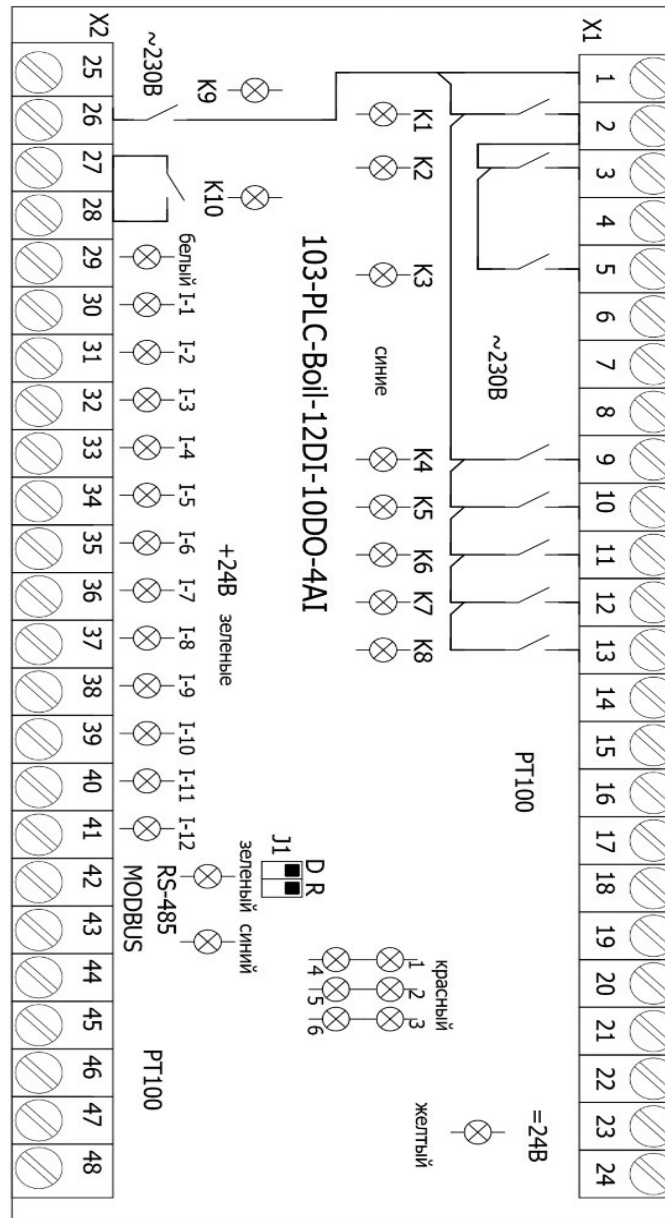 X1
1
2
3
4
5
6
7
8
9
10
11
12
13
14
15
16
17
18
19
20
21
22
23
24
~230В
PT100
=24В
K1
K2
K3
синие
K4
K5
K6
K7
K8
желтый
красный
1
2
3
4
5
6
103-PLC-Boil-12DI-10DO-4AI
D R
J1
K9
K10
зеленый
синий
+24В
зеленые
~230В
белый
I-1
I-2
I-3
I-4
I-5
I-6
I-7
I-8
I-9
I-10
I-11
I-12
RS-485
MODBUS
PT100
X2
25
26
27
28
29
30
31
32
33
34
35
36
37
38
39
40
41
42
43
44
45
46
47
48